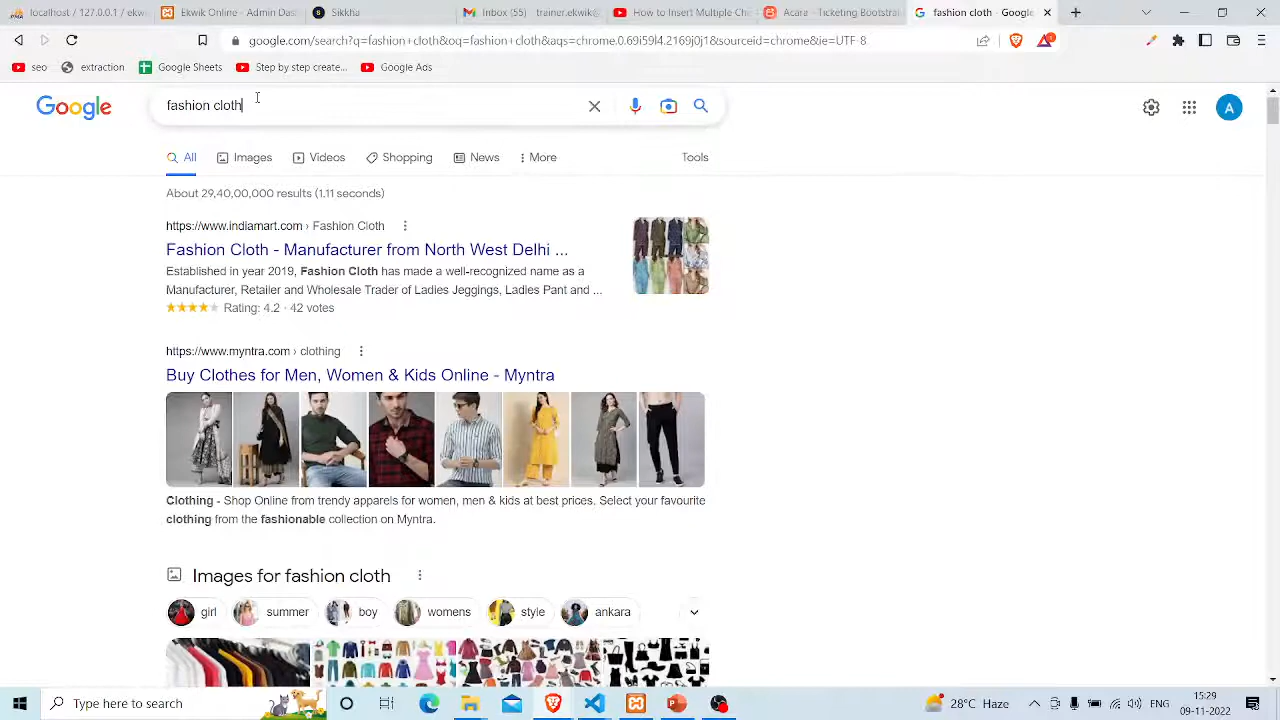 localhost / 127.0.0.1 / ekwi
Ekwik Online - Admin Das
Sikkha
Inbox (55) - trainer.ekwik
How to Insert Multiple Ch
Acara - Ticketing
fashion cloth - Google
google.com/search?q=fashion+cloth&oq=fashion+cloth&aqs=chrome.0.69i59l4.2169j0j1&sourceid=chrome&ie=UTF-8
seo
extraction
Google Sheets
Step by step create...
Google Ads
Google
fashion cloth
A
All
Images
Videos
Shopping
News
More
Tools
About 29,40,00,000 results (1.11 seconds)
https://www.indiamart.com › Fashion Cloth
Fashion Cloth - Manufacturer from North West Delhi ...
Established in year 2019, Fashion Cloth has made a well-recognized name as a
Manufacturer, Retailer and Wholesale Trader of Ladies Jeggings, Ladies Pant and ...
Rating: 4.2 · 42 votes
https://www.myntra.com › clothing
Buy Clothes for Men, Women & Kids Online - Myntra
Clothing - Shop Online from trendy apparels for women, men & kids at best prices. Select your favourite
clothing from the fashionable collection on Myntra.
Images for fashion cloth
girl
summer
boy
womens
style
ankara
Type here to search
28°C Haze
ENG
15:29
09-11-2022